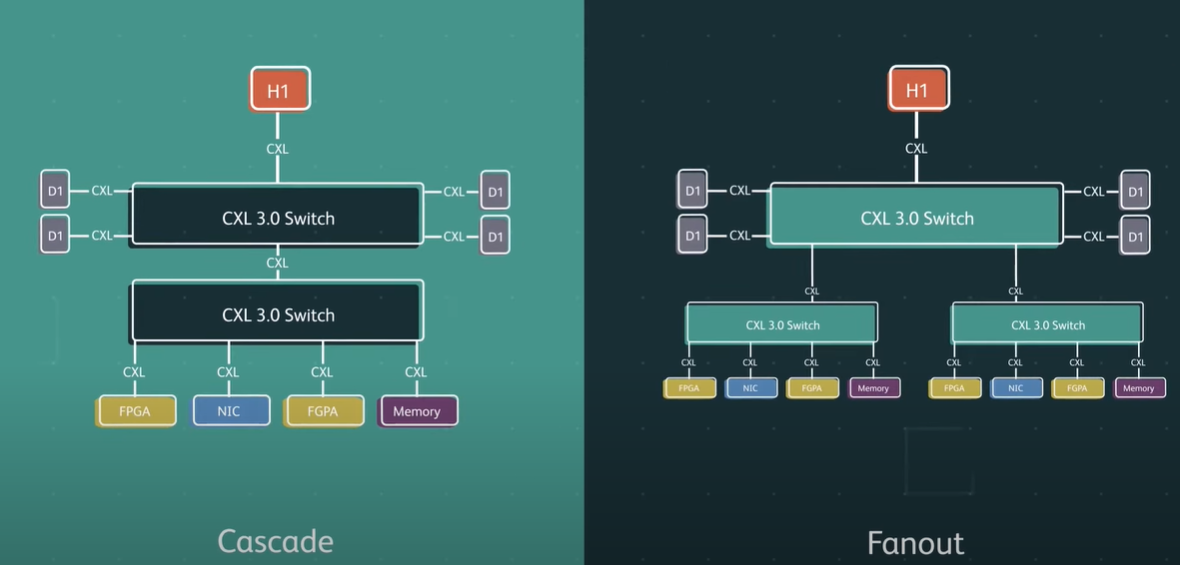 H1
CXL
D1 CXL CXL D1
CXL 3.0 Switch
D1 CXL CXL D1
CXL
CXL 3.0 Switch
CXL CXL CXL CXL
FPGA NIC FGPA Memory
Cascade
H1
CXL
D1 CXL CXL D1
CXL 3.0 Switch
D1 CXL CXL D1
CXL CXL
CXL 3.0 Switch CXL 3.0 Switch
CXL CXL CXL CXL CXL CXL CXL CXL
FPGA NIC FGPA Memory FPGA NIC FGPA Memory
Fanout